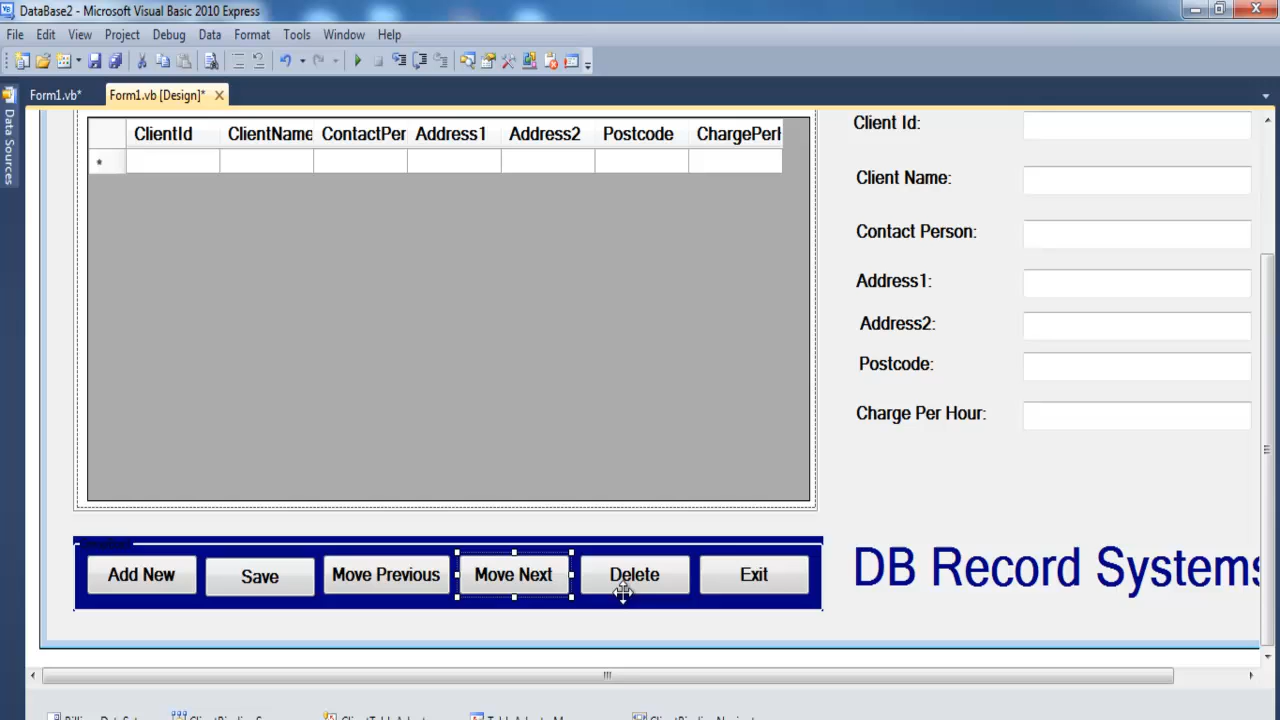 DataBase2 - Microsoft Visual Basic 2010 Express
File Edit View Project Debug Data Format Tools Window Help
Form1.vb* Form1.vb [Design]*
Data Sources
ClientId ClientName ContactPer Address1 Address2 Postcode ChargePerH
*
Client Id:
Client Name:
Contact Person:
Address1:
Address2:
Postcode:
Charge Per Hour:
Add New Save Move Previous Move Next Delete Exit
DB Record Systems